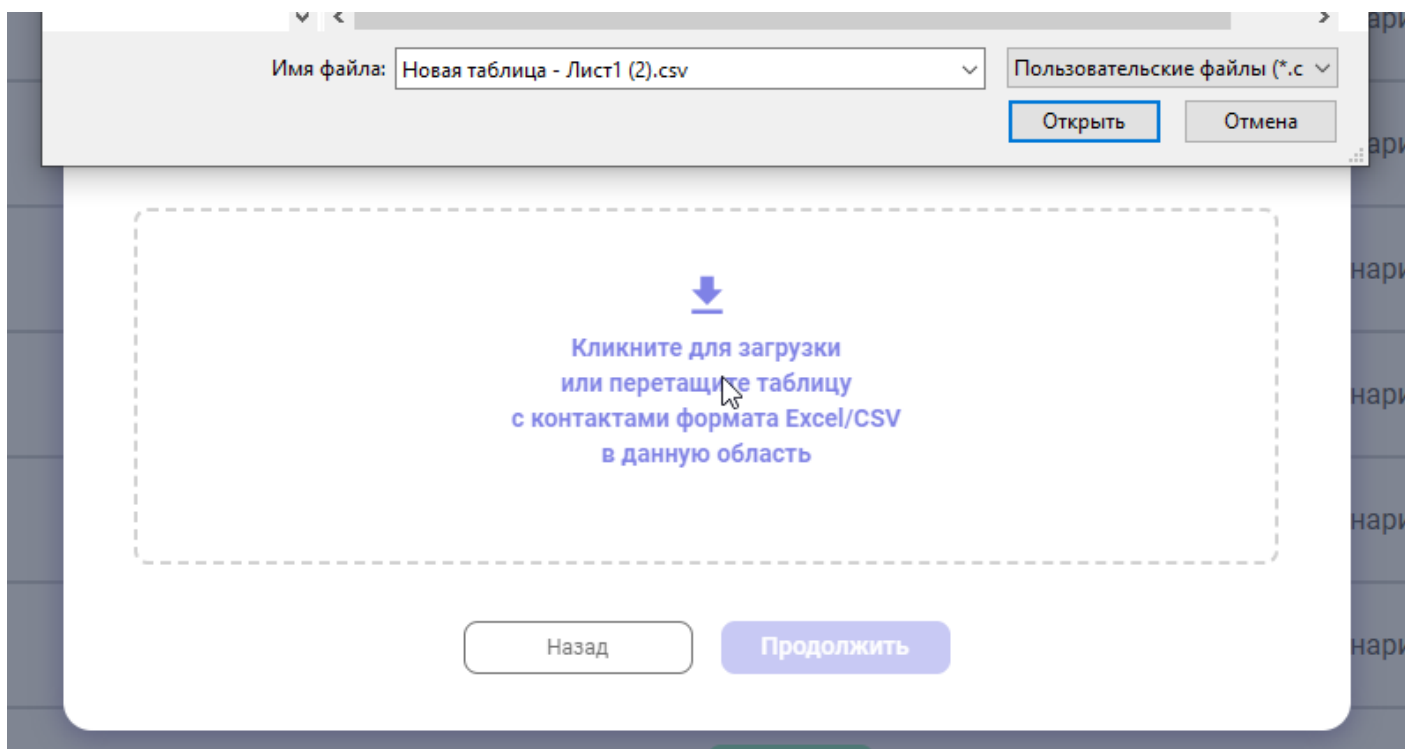 Имя файла: Новая таблица - Лист1 (2).csv Пользовательские файлы (*.c
Открыть Отмена
Кликните для загрузки
или перетащите таблицу
с контактами формата Excel/CSV
в данную область
Назад Продолжить